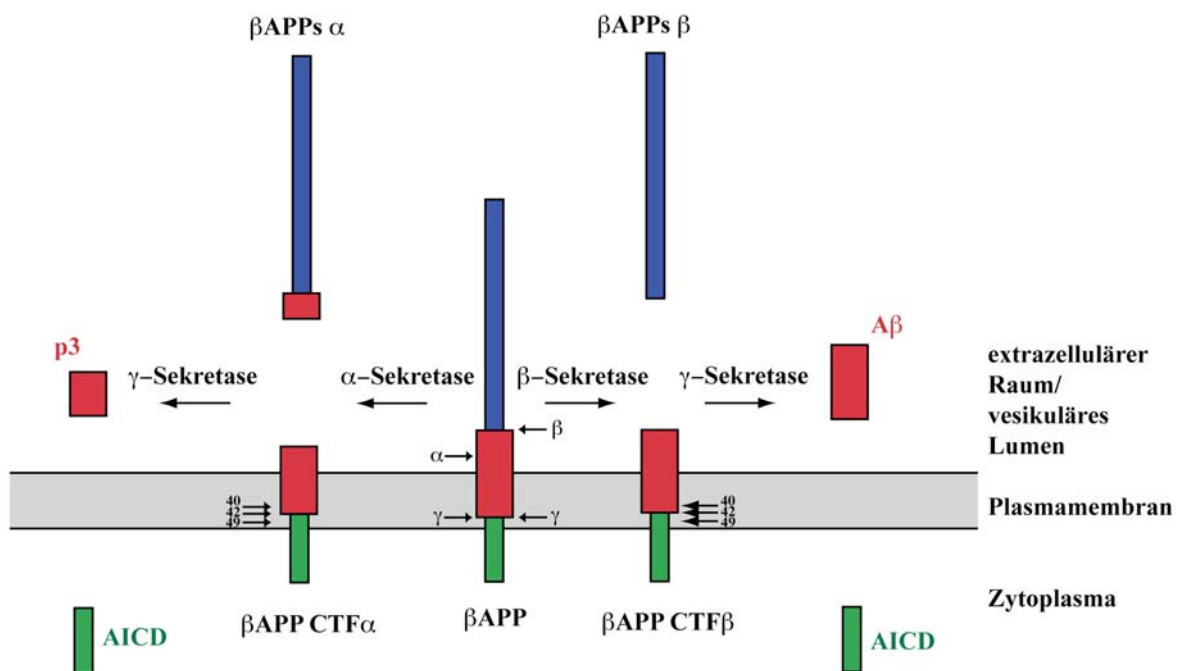 βAPPs α
βAPPs β
p3
Aβ
γ–Sekretase
α–Sekretase
β–Sekretase
γ–Sekretase
extrazellulärer
Raum/
vesikuläres
Lumen
β
α
40
42
49
γ
γ
40
42
49
Plasmamembran
Zytoplasma
AICD
βAPP CTFα
βAPP
βAPP CTFβ
AICD